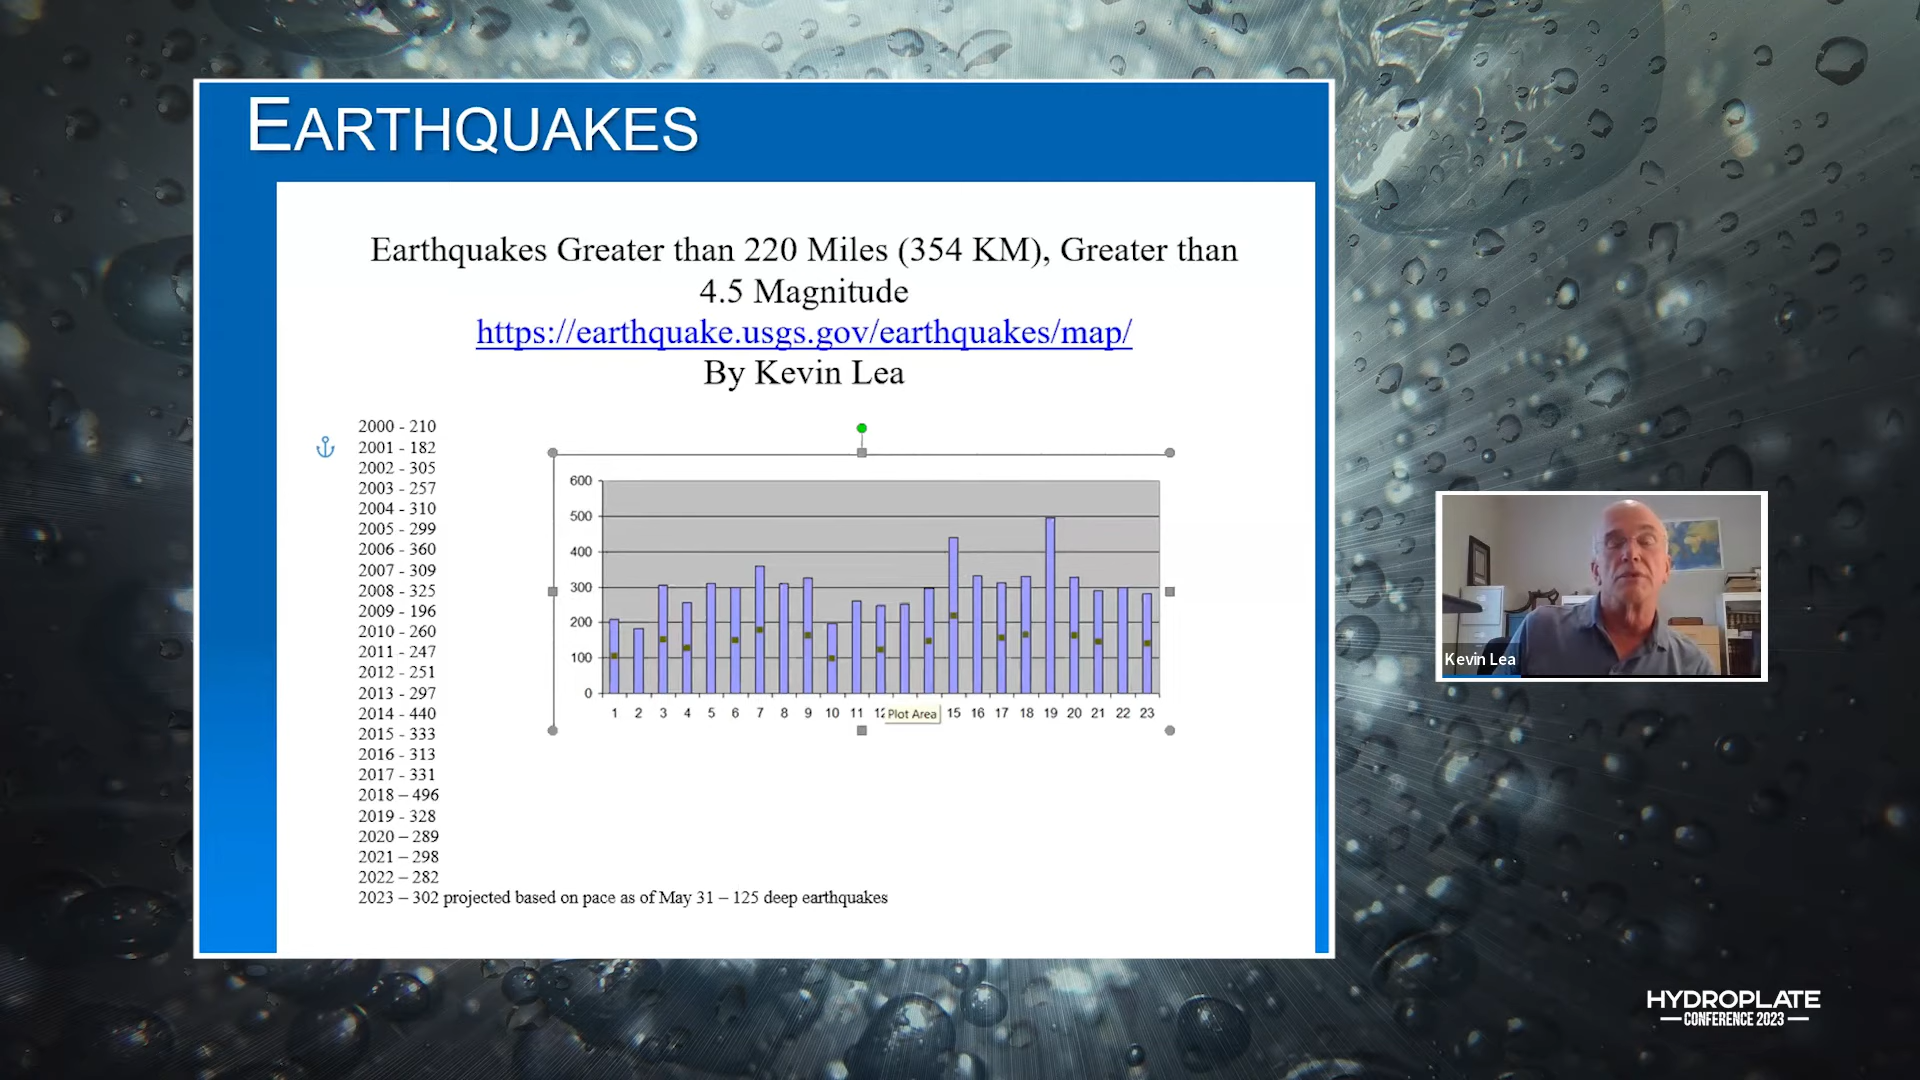 EARTHQUAKES
Earthquakes Greater than 220 Miles (354 KM), Greater than
4.5 Magnitude
https://earthquake.usgs.gov/earthquakes/map/
By Kevin Lea
2000 - 210
2001 - 182
2002 - 305
2003 - 257
2004 - 310
2005 - 299
2006 - 360
2007 - 309
2008 - 325
2009 - 196
2010 - 260
2011 - 247
2012 - 251
2013 - 297
2014 - 440
2015 - 333
2016 - 313
2017 - 331
2018 – 496
2019 - 328
2020 – 289
2021 – 298
2022 – 282
2023 – 302 projected based on pace as of May 31 – 125 deep earthquakes
600
500
400
300
200
100
0
1 2 3 4 5 6 7 8 9 10 11 12 Plot Area 15 16 17 18 19 20 21 22 23
Kevin Lea
HYDROPLATE
CONFERENCE 2023